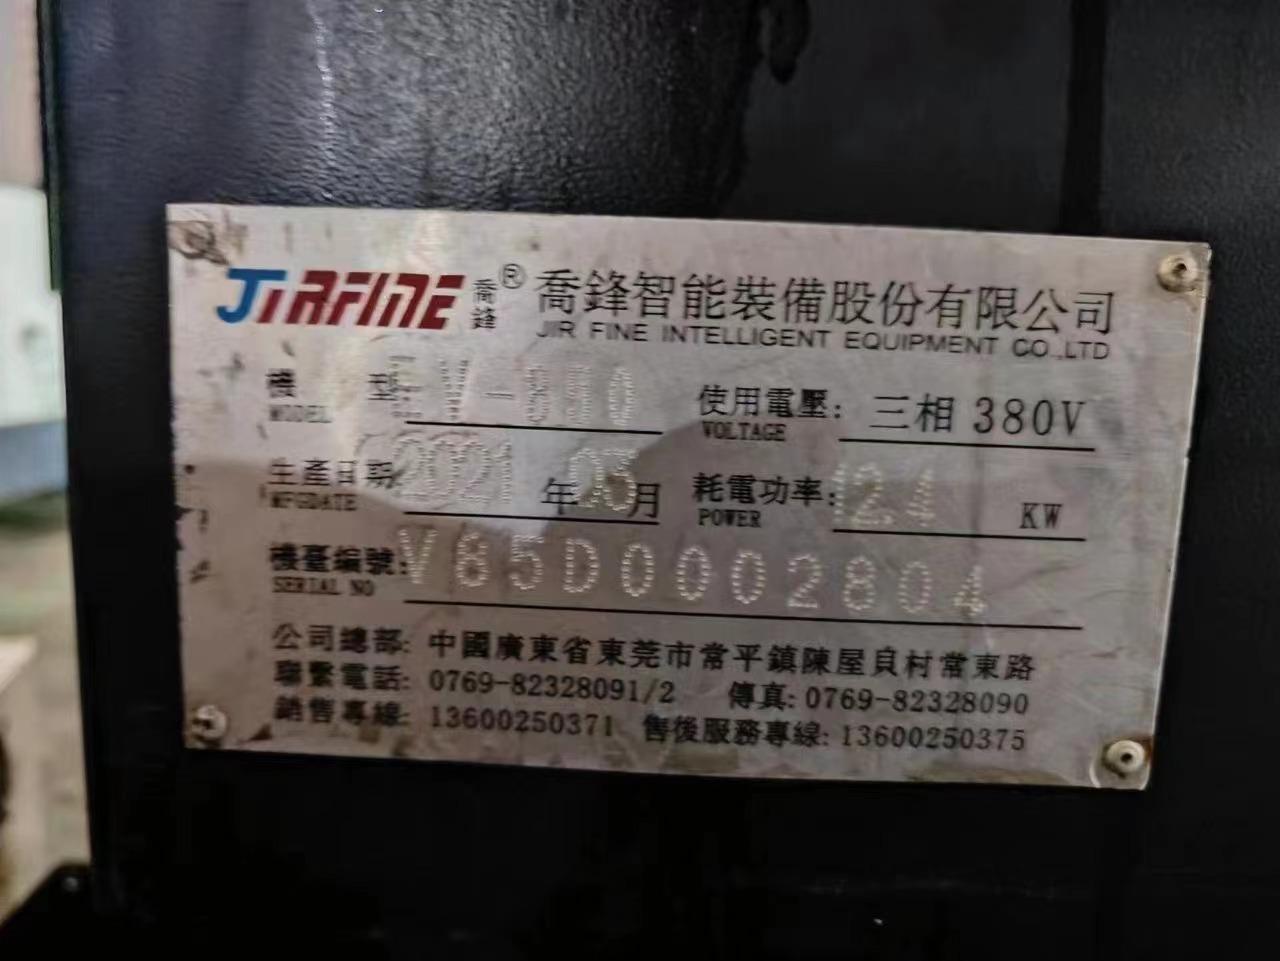 JIRFINE 喬鋒 ® 喬鋒智能裝備股份有限公司
JIR FINE INTELLIGENT EQUIPMENT CO.,LTD
機 型 使用電壓: 三相 380V
MODEL VOLTAGE
生產日期 2021 年 03 月 耗電功率: 12.4 KW
MFGDATE POWER
機臺編號: V85D0002804
SERIAL NO
公司總部: 中國廣東省東莞市常平鎮陳屋貝村常東路
聯繫電話: 0769-82328091/2 傳真: 0769-82328090
銷售專線: 13600250371 售後服務專線: 13600250375